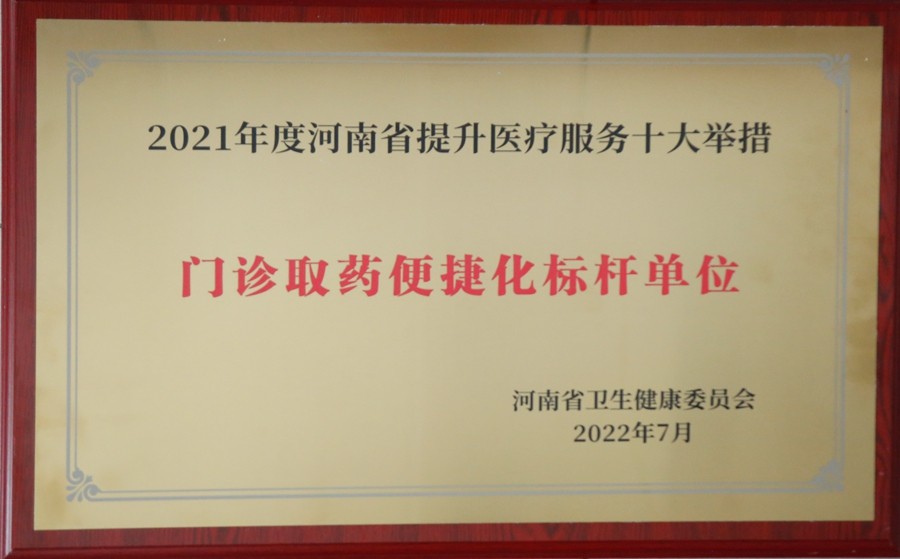 2021年度河南省提升医疗服务十大举措
门诊取药便捷化标杆单位
河南省卫生健康委员会
2022年7月